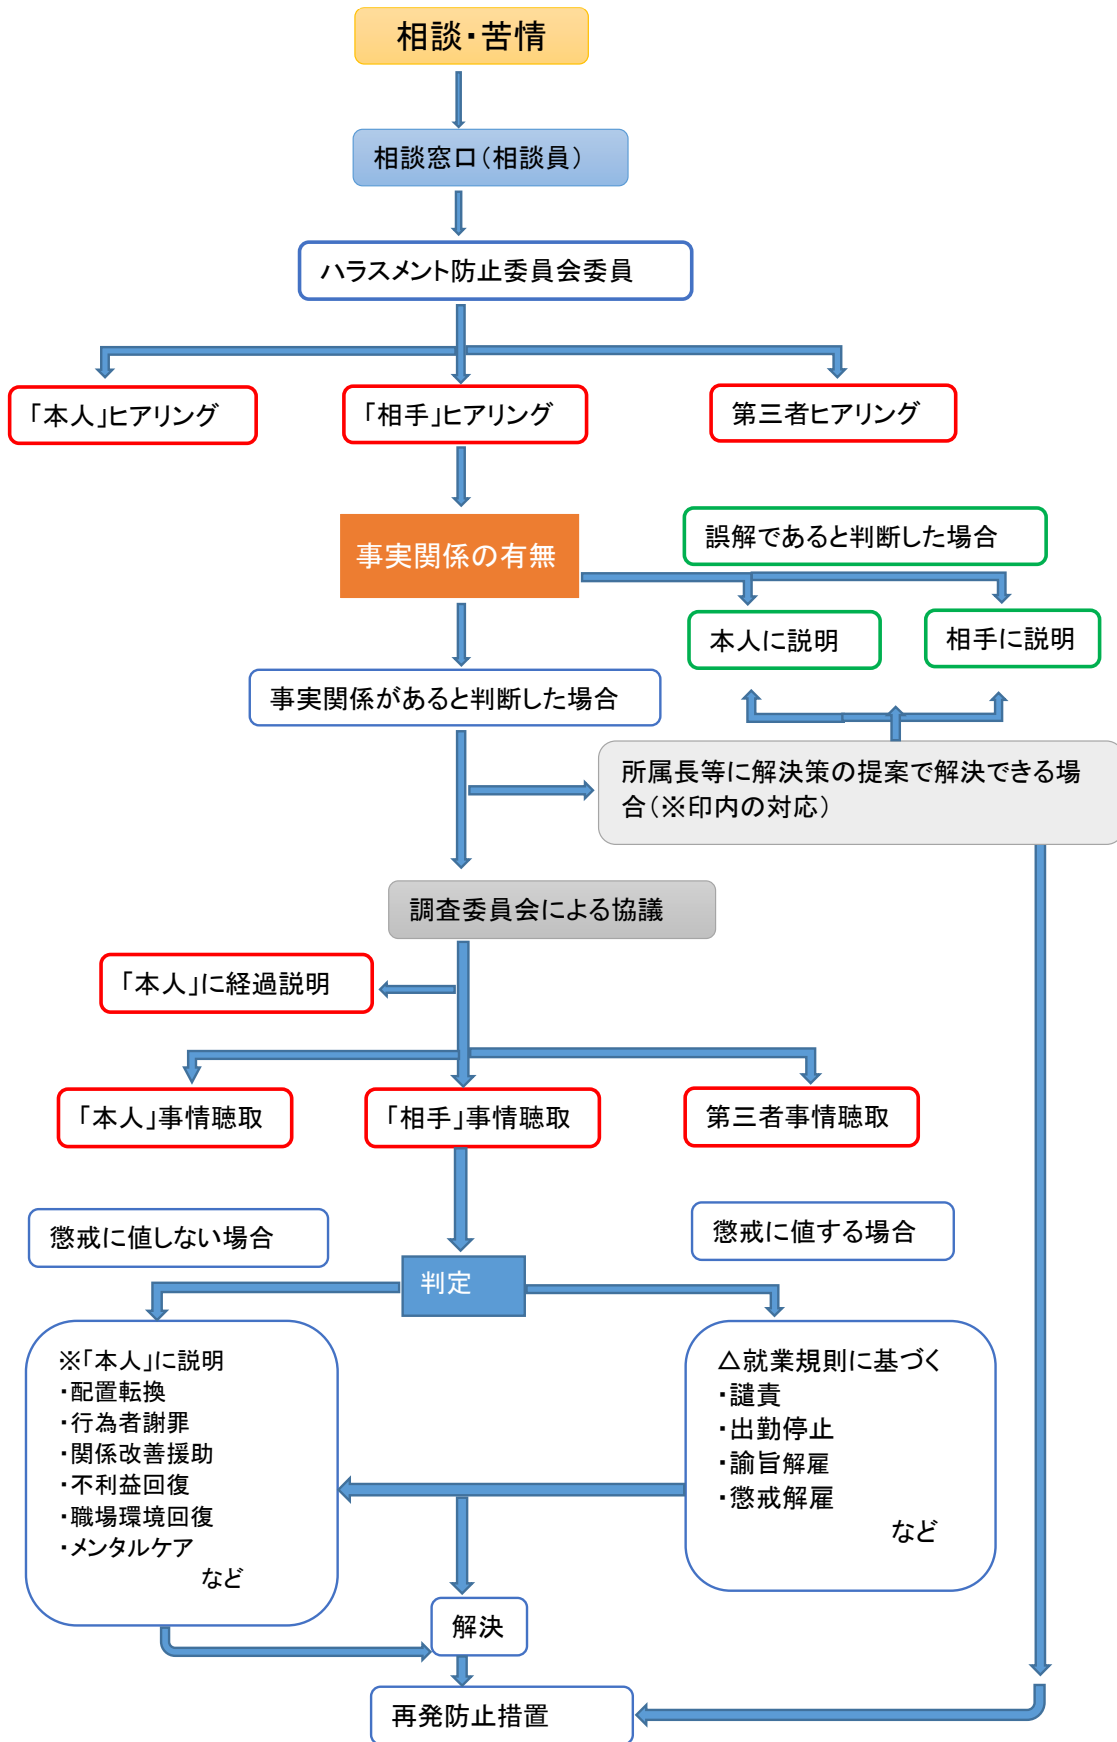 相談・苦情
相談窓口(相談員)
ハラスメント防止委員会委員
「本人」ヒアリング
「相手」ヒアリング
第三者ヒアリング
事実関係の有無
誤解であると判断した場合
本人に説明
相手に説明
事実関係があると判断した場合
所属長等に解決策の提案で解決できる場
合(※印内の対応)
調査委員会による協議
「本人」に経過説明
「本人」事情聴取
「相手」事情聴取
第三者事情聴取
懲戒に値しない場合
懲戒に値する場合
判定
※「本人」に説明
・配置転換
・行為者謝罪
・関係改善援助
・不利益回復
・職場環境回復
・メンタルケア
など
△就業規則に基づく
・譴責
・出勤停止
・諭旨解雇
・懲戒解雇
など
解決
再発防止措置